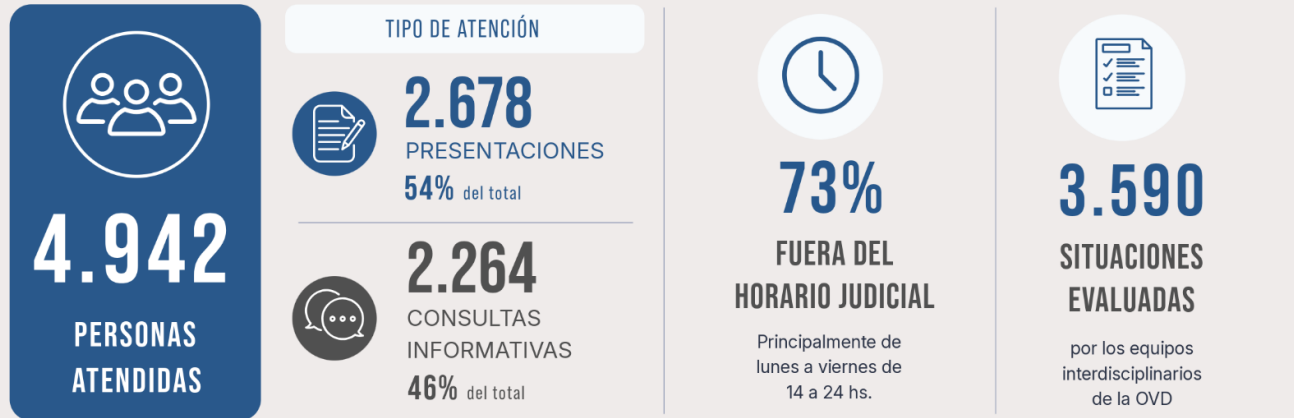 4.942
PERSONAS
ATENDIDAS
TIPO DE ATENCIÓN
2.678
PRESENTACIONES
54% del total
2.264
CONSULTAS
INFORMATIVAS
46% del total
73%
FUERA DEL
HORARIO JUDICIAL
Principalmente de
lunes a viernes de
14 a 24 hs.
3.590
SITUACIONES
EVALUADAS
por los equipos
interdisciplinarios
de la OVD